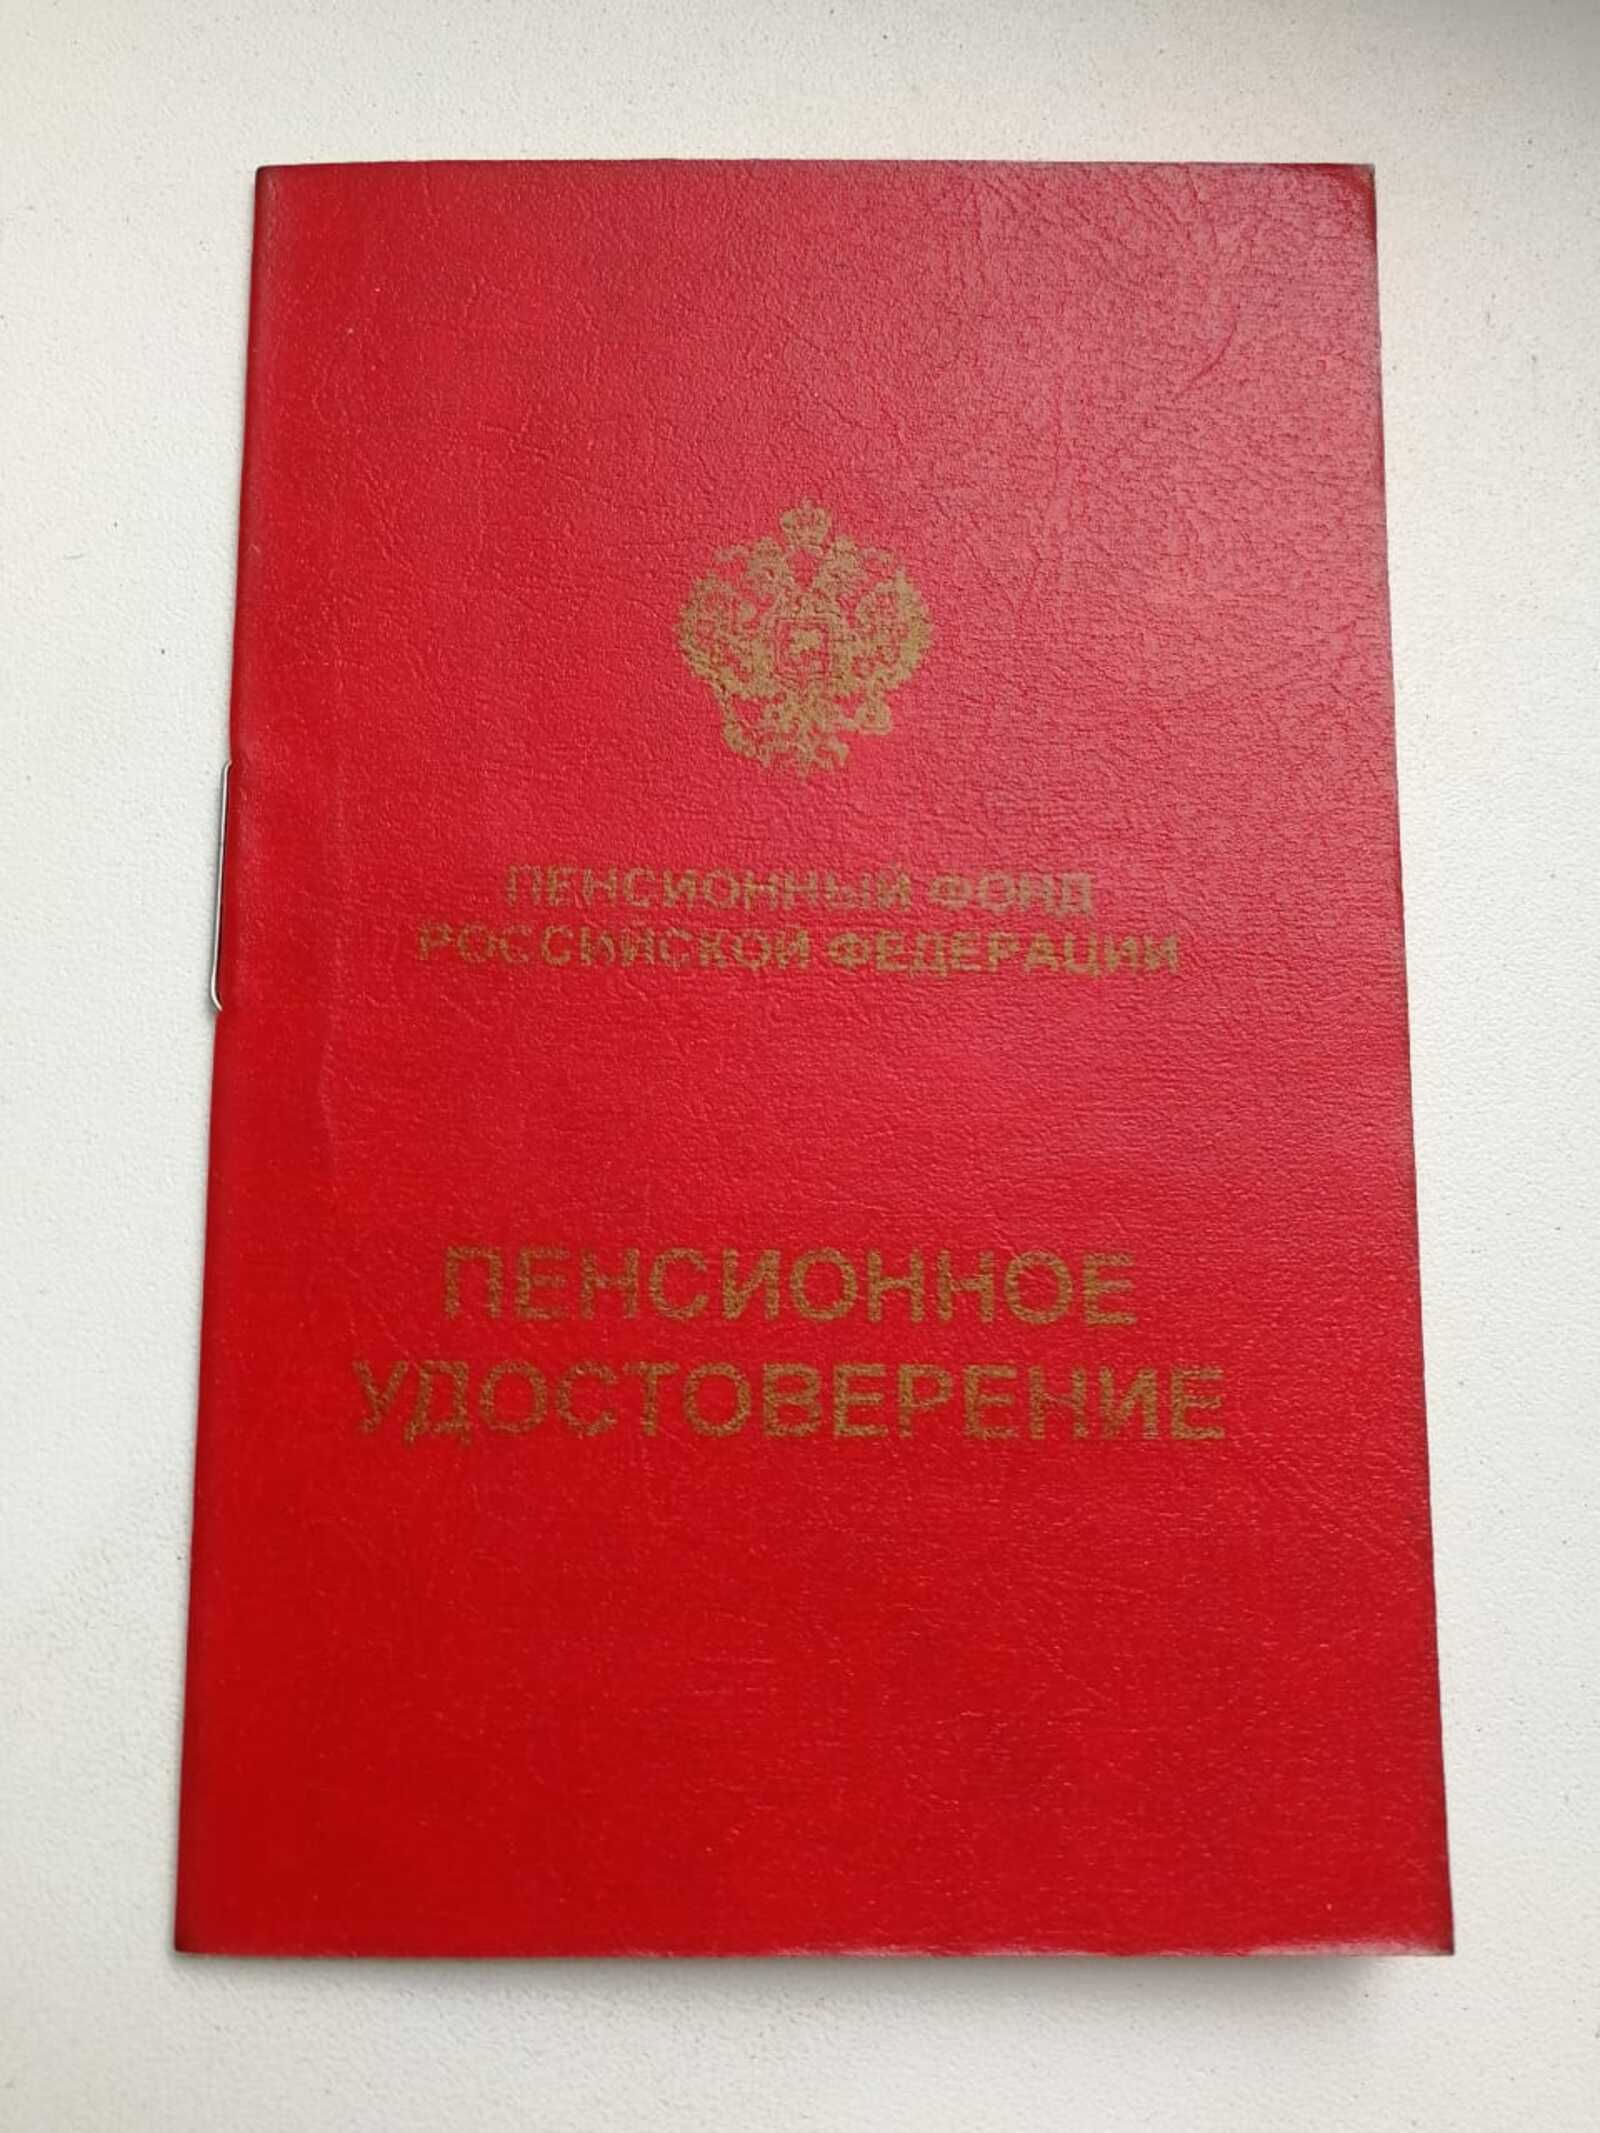 ПЕНСИОННЫЙ ФОНД
РОССИЙСКОЙ ФЕДЕРАЦИИ
ПЕНСИОННОЕ
УДОСТОВЕРЕНИЕ